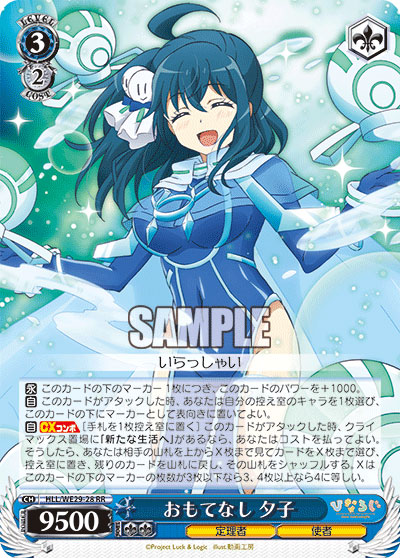 LEVEL
3
2
COST
SAMPLE
いらっしゃい
永 このカードの下のマーカー1枚につき、このカードのパワーを+1000。
自 このカードがアタックした時、あなたは自分の控え室のキャラを1枚選び、
このカードの下にマーカーとして表向きに置いてよい。
自 CXコンボ [手札を1枚控え室に置く] このカードがアタックした時、クライ
マックス置場に「新たな生活へ」があるなら、あなたはコストを払ってよい。
そうしたら、あなたは相手の山札を上からX枚まで見てカードをX枚まで選び、
控え室に置き、残りのカードを山札に戻し、その山札をシャッフルする。Xは
このカードの下のマーカーの枚数が3枚以下なら3、4枚以上なら4に等しい。
CH HLL/WE29-28 RR
ひなろじ
9500
おもてなし 夕子
定理者
使者
©Project Luck & Logic
illust.動画工房